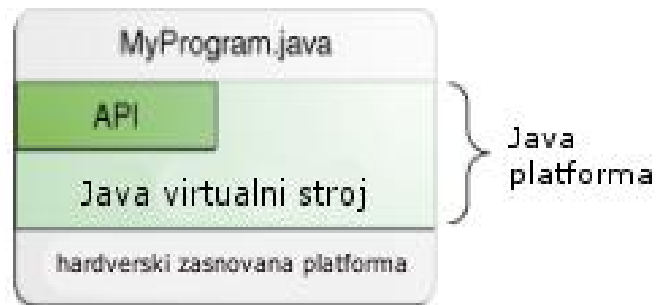 MyProgram.java
API
Java virtualni stroj
hardverski zasnovana platforma
Java
platforma